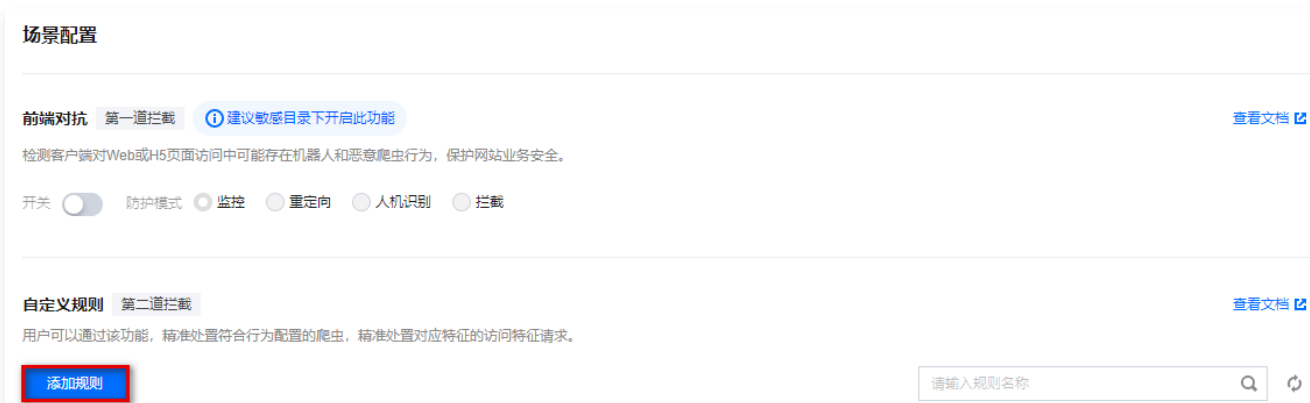 场景配置
前端对抗 第一道拦截 建议敏感目录下开启此功能 查看文档
检测客户端对Web或H5页面访问中可能存在机器人和恶意爬虫行为，保护网站业务安全。
开关 防护模式 监控 重定向 人机识别 拦截
自定义规则 第二道拦截 查看文档
用户可以通过该功能，精准处置符合行为配置的爬虫，精准处置对应特征的访问特征请求。
添加规则 请输入规则名称